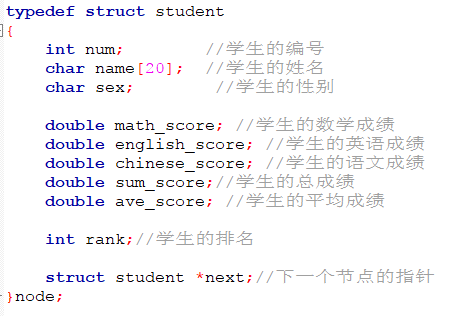 typedef struct student
{
int num; //学生的编号
char name[20]; //学生的姓名
char sex; //学生的性别
double math_score; //学生的数学成绩
double english_score; //学生的英语成绩
double chinese_score; //学生的语文成绩
double sum_score;//学生的总成绩
double ave_score; //学生的平均成绩
int rank;//学生的排名
struct student *next;//下一个节点的指针
}node;